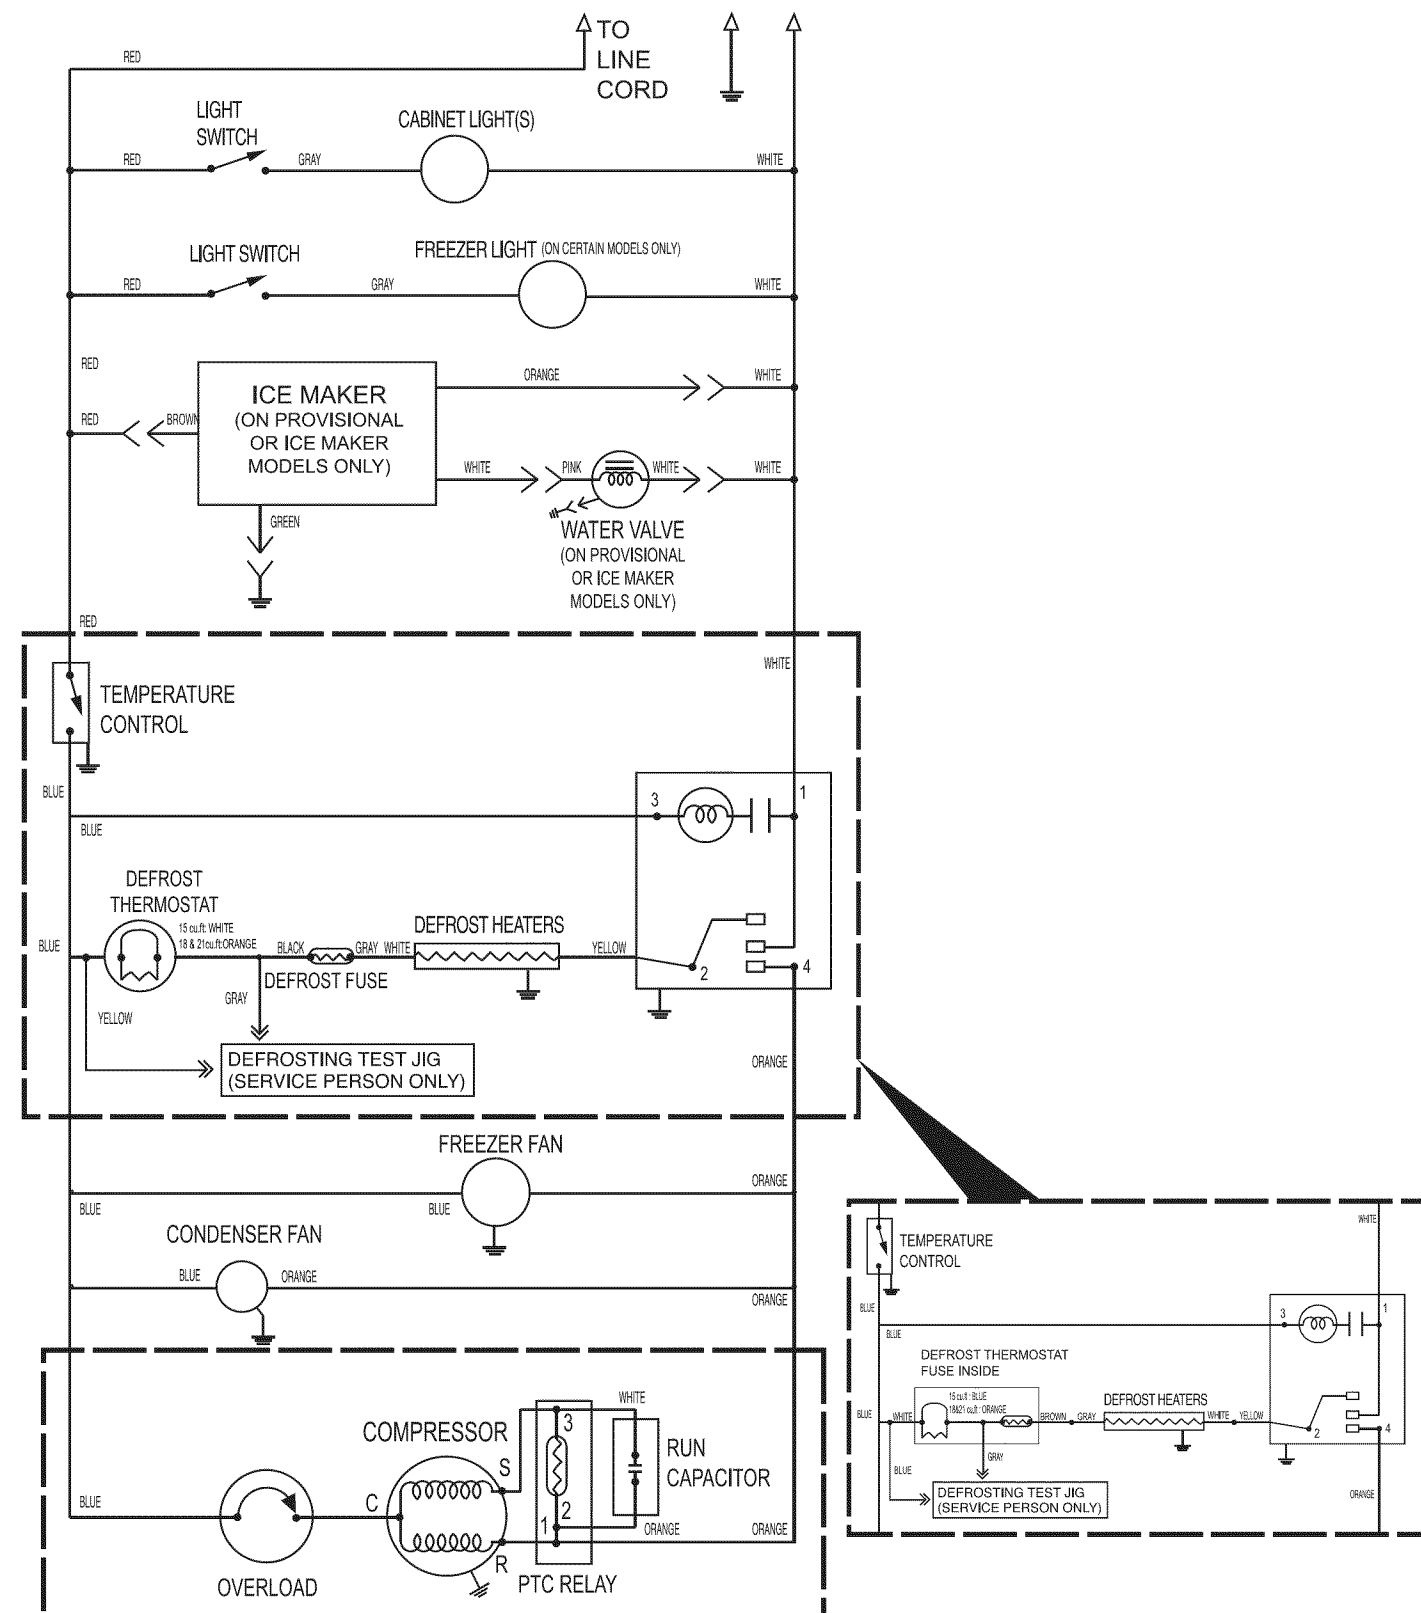 TO
LINE
CORD
RED
LIGHT
SWITCH
CABINET LIGHT(S)
RED
GRAY
WHITE
LIGHT SWITCH
FREEZER LIGHT (ON CERTAIN MODELS ONLY)
RED
GRAY
WHITE
RED
ICE MAKER
(ON PROVISIONAL
OR ICE MAKER
MODELS ONLY)
ORANGE
WHITE
RED
BROWN
WHITE
PINK
WHITE
WHITE
GREEN
WATER VALVE
(ON PROVISIONAL
OR ICE MAKER
MODELS ONLY)
RED
WHITE
TEMPERATURE
CONTROL
BLUE
3
1
BLUE
DEFROST
THERMOSTAT
15 cu.ft: WHITE
18 & 21cu.ft:ORANGE
DEFROST HEATERS
BLUE
BLACK
GRAY
WHITE
YELLOW
2
4
DEFROST FUSE
GRAY
YELLOW
DEFROSTING TEST JIG
(SERVICE PERSON ONLY)
ORANGE
FREEZER FAN
ORANGE
BLUE
BLUE
CONDENSER FAN
BLUE
ORANGE
ORANGE
WHITE
COMPRESSOR
3
RUN
CAPACITOR
S
C
BLUE
2
1
ORANGE
ORANGE
R
OVERLOAD
PTC RELAY
WHITE
TEMPERATURE
CONTROL
BLUE
3
1
BLUE
DEFROST THERMOSTAT
FUSE INSIDE
15 cu.ft : BLUE
18&21 cu.ft : ORANGE
DEFROST HEATERS
BLUE
WHITE
BROWN
GRAY
WHITE
YELLOW
2
4
GRAY
BLUE
DEFROSTING TEST JIG
(SERVICE PERSON ONLY)
ORANGE